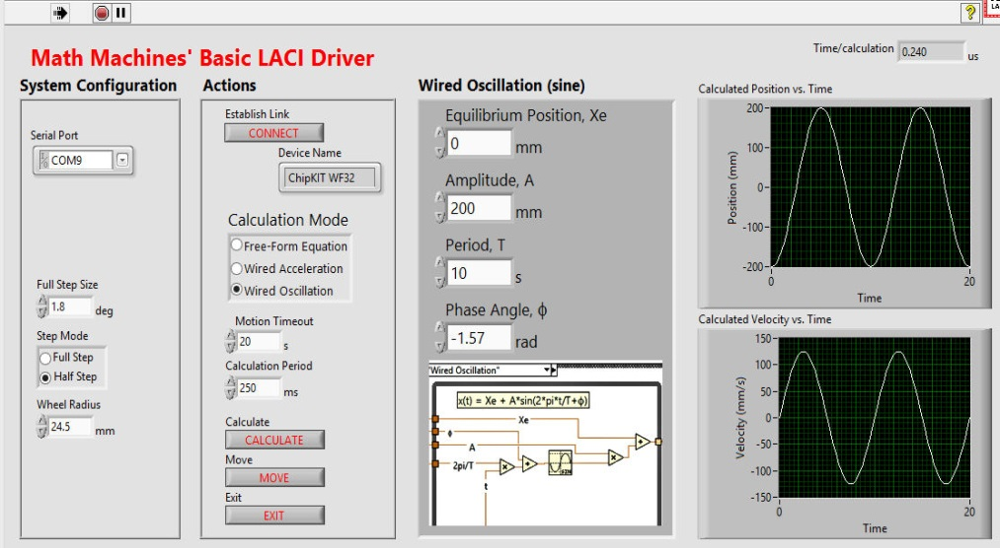 LA
Math Machines' Basic LACI Driver
Time/calculation 0.240 us
System Configuration
Serial Port
COM9
Full Step Size
1.8 deg
Step Mode
Full Step
Half Step
Wheel Radius
24.5 mm
Actions
Establish Link
CONNECT
Device Name
ChipKIT WF32
Calculation Mode
Free-Form Equation
Wired Acceleration
Wired Oscillation
Motion Timeout
20 s
Calculation Period
250 ms
Calculate
CALCULATE
Move
MOVE
Exit
EXIT
Wired Oscillation (sine)
Equilibrium Position, Xe
0 mm
Amplitude, A
200 mm
Period, T
10 s
Phase Angle, ϕ
-1.57 rad
"Wired Oscillation"
x(t) = Xe + A*sin(2*pi*t/T+ϕ)
Xe
ϕ
A
2pi/T
t
Calculated Position vs. Time
Position (mm)
200
100
0
-100
-200
0 20
Time
Calculated Velocity vs. Time
Velocity (mm/s)
150
100
50
0
-50
-100
-150
0 20
Time